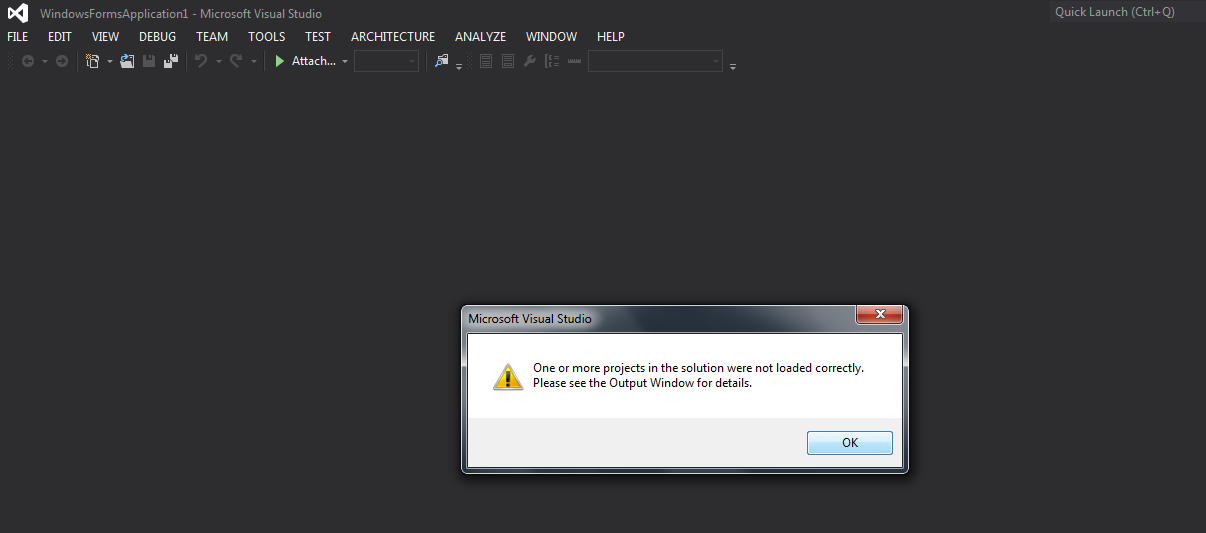 WindowsFormsApplication1 - Microsoft Visual Studio
Quick Launch (Ctrl+Q)
FILE EDIT VIEW DEBUG TEAM TOOLS TEST ARCHITECTURE ANALYZE WINDOW HELP
Attach...
Microsoft Visual Studio
One or more projects in the solution were not loaded correctly.
Please see the Output Window for details.
OK